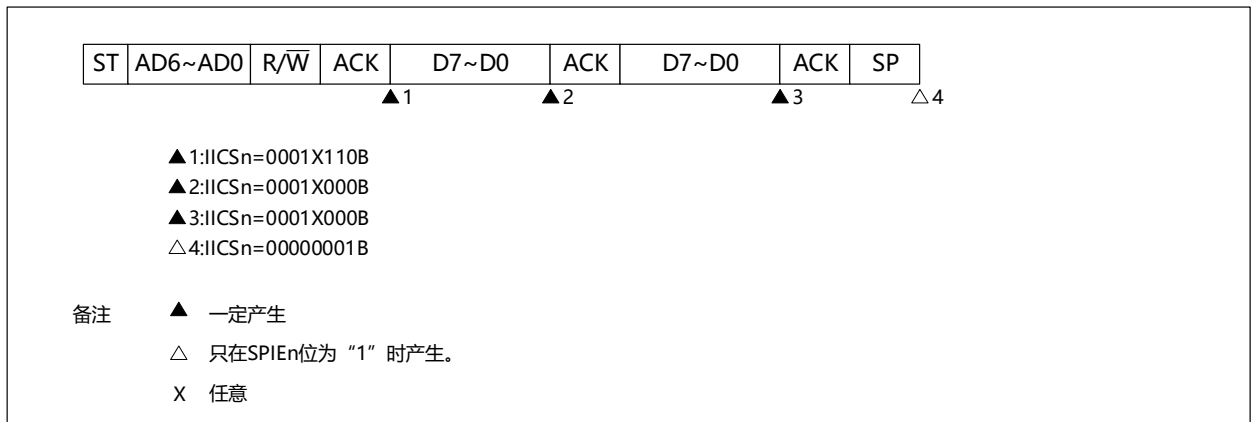 ST AD6~AD0 R/W̅ ACK D7~D0 ACK D7~D0 ACK SP
▲1 ▲2 ▲3 △4
▲1:IICSn=0001X110B
▲2:IICSn=0001X000B
▲3:IICSn=0001X000B
△4:IICSn=00000001B
备注 ▲ 一定产生
△ 只在SPIEn位为“1”时产生。
X 任意